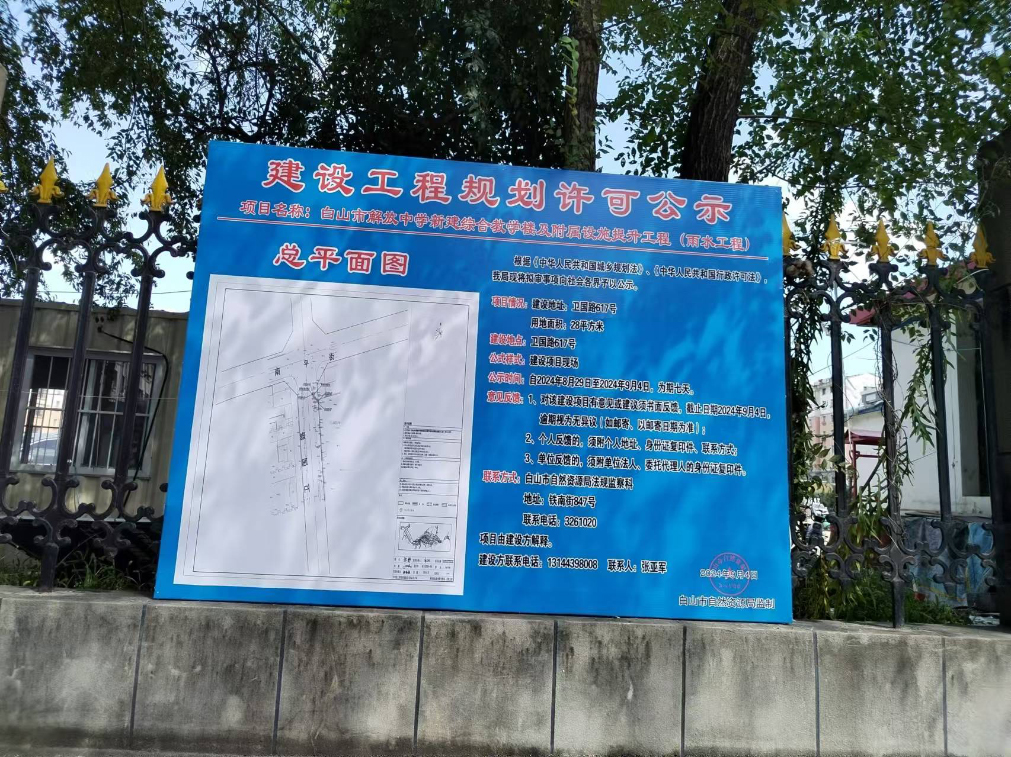 建设工程规划许可公示
项目名称：白山市解放中学新建综合教学楼及附属设施提升工程（雨水工程）
总平面图
根据《中华人民共和国城乡规划法》、《中华人民共和国行政许可法》，
我局现将拟审事项向社会各界予以公示。
项目情况：建设地址：卫国路617号
用地面积：28平方米
建设地点：卫国路617号
公式模式：建设项目现场
公示时间：自2024年8月29日至2024年9月4日，为期七天。
意见反馈：1、对该建设项目有意见或建议须书面反馈，截止日期2024年9月4日，
逾期视为无异议（如邮寄、以邮寄日期为准）；
2、个人反馈的，须附个人地址、身份证复印件、联系方式；
3、单位反馈的，须附单位法人、委托代理人的身份证复印件。
联系方式：白山市自然资源局法规监察科
地址：铁南街847号
联系电话：3261020
项目由建设方解释。
建设方联系电话：13144398008 联系人：张亚军
2024年9月4日
白山市自然资源局监制